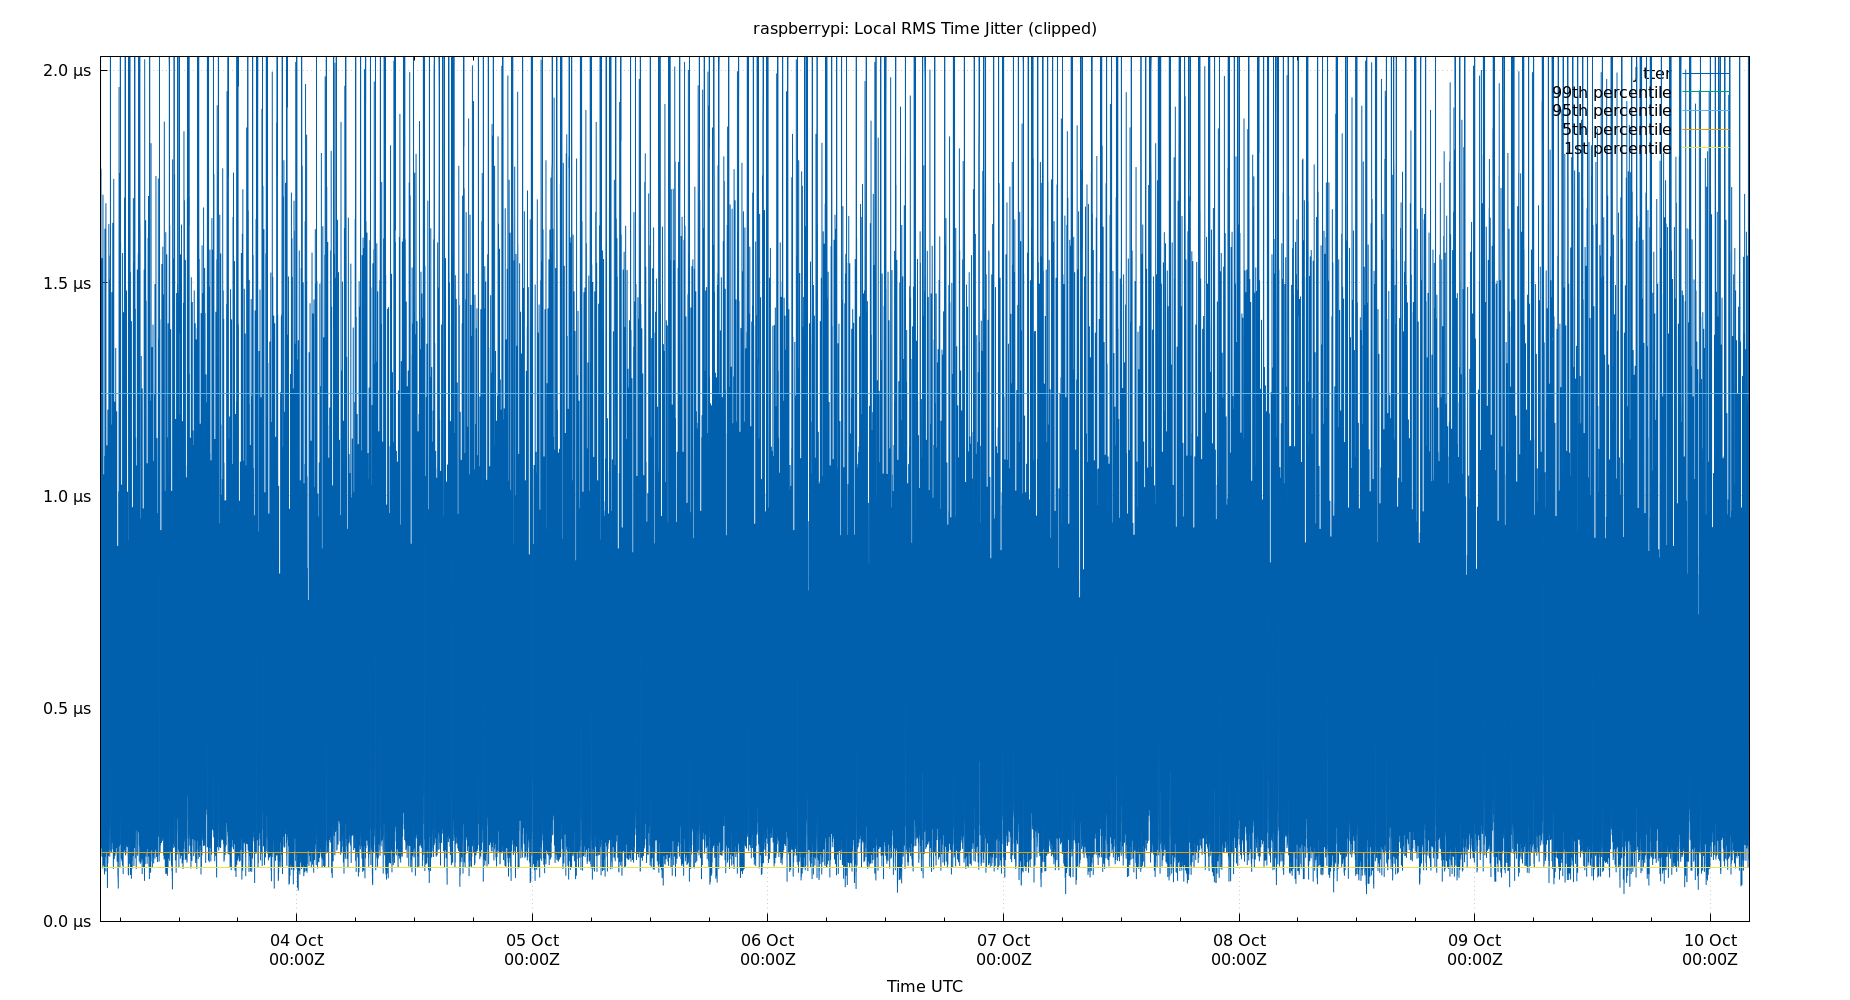 raspberrypi: Local RMS Time Jitter (clipped)
2.0 µs
1.5 µs
1.0 µs
0.5 µs
0.0 µs
jitter
99th percentile
95th percentile
5th percentile
1st percentile
04 Oct
00:00Z
05 Oct
00:00Z
06 Oct
00:00Z
07 Oct
00:00Z
08 Oct
00:00Z
09 Oct
00:00Z
10 Oct
00:00Z
Time UTC